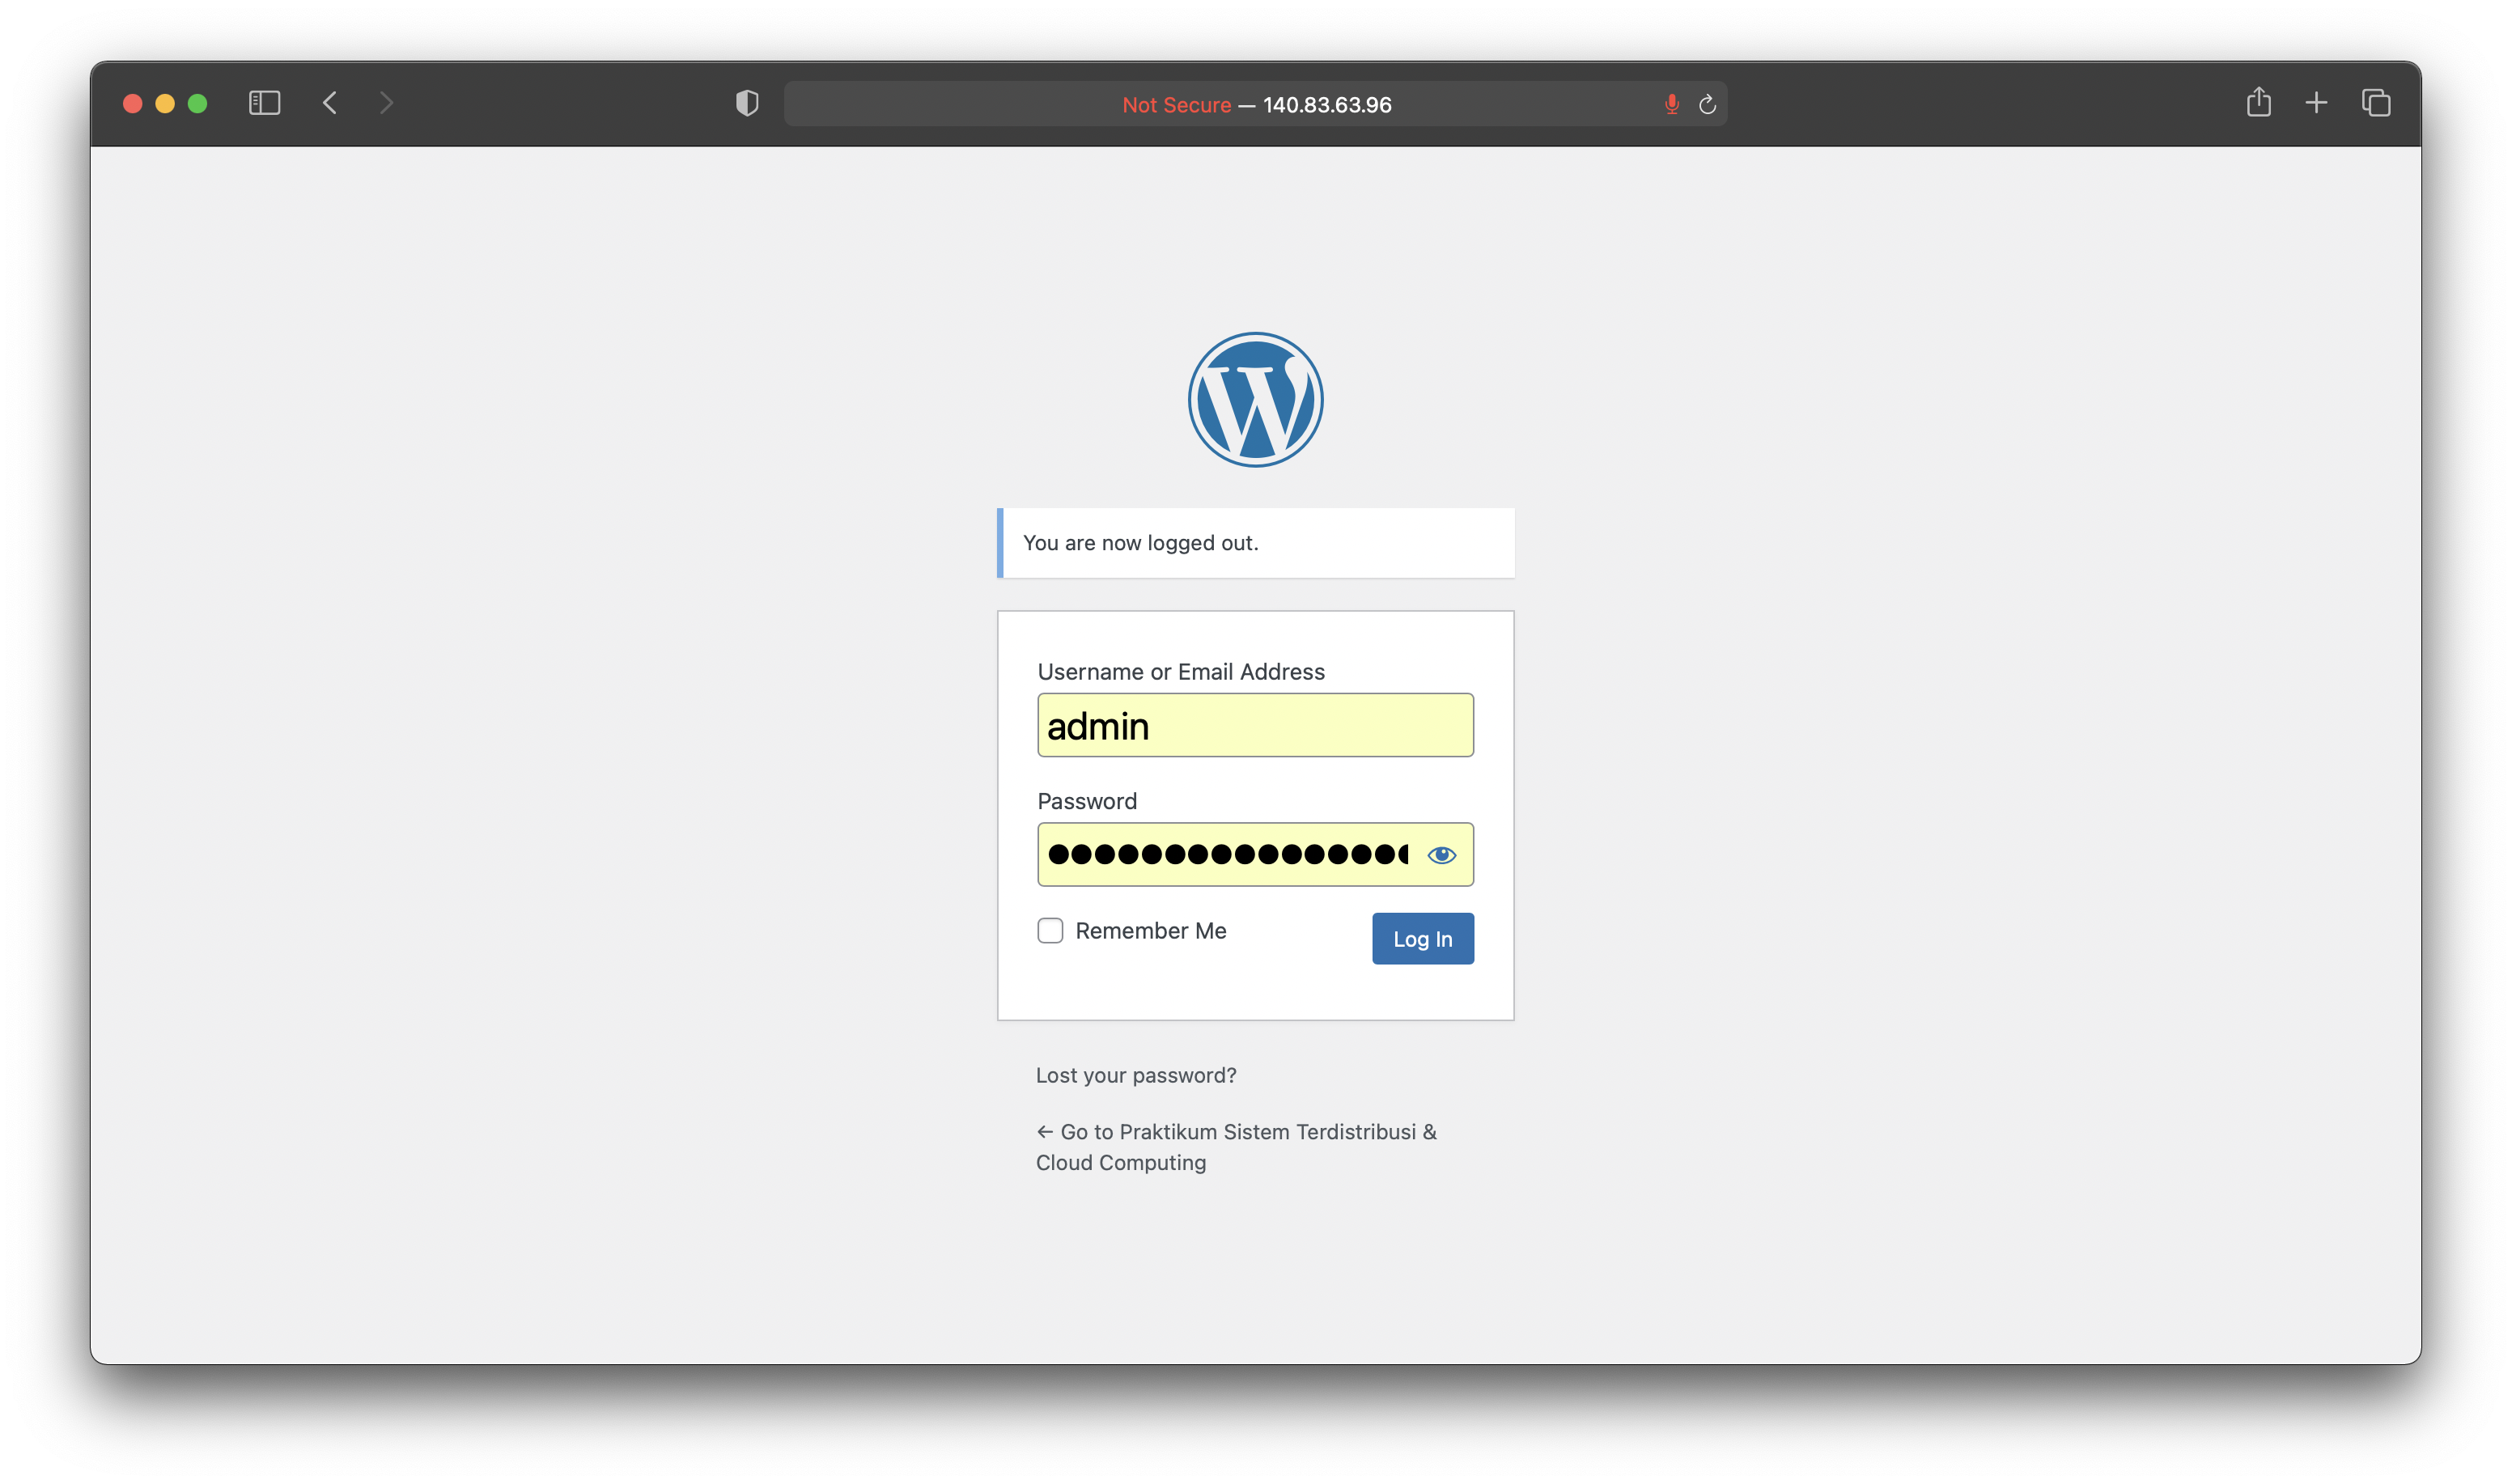 Not Secure — 140.83.63.96
You are now logged out.
Username or Email Address
admin
Password
Remember Me
Log In
Lost your password?
← Go to Praktikum Sistem Terdistribusi &
Cloud Computing